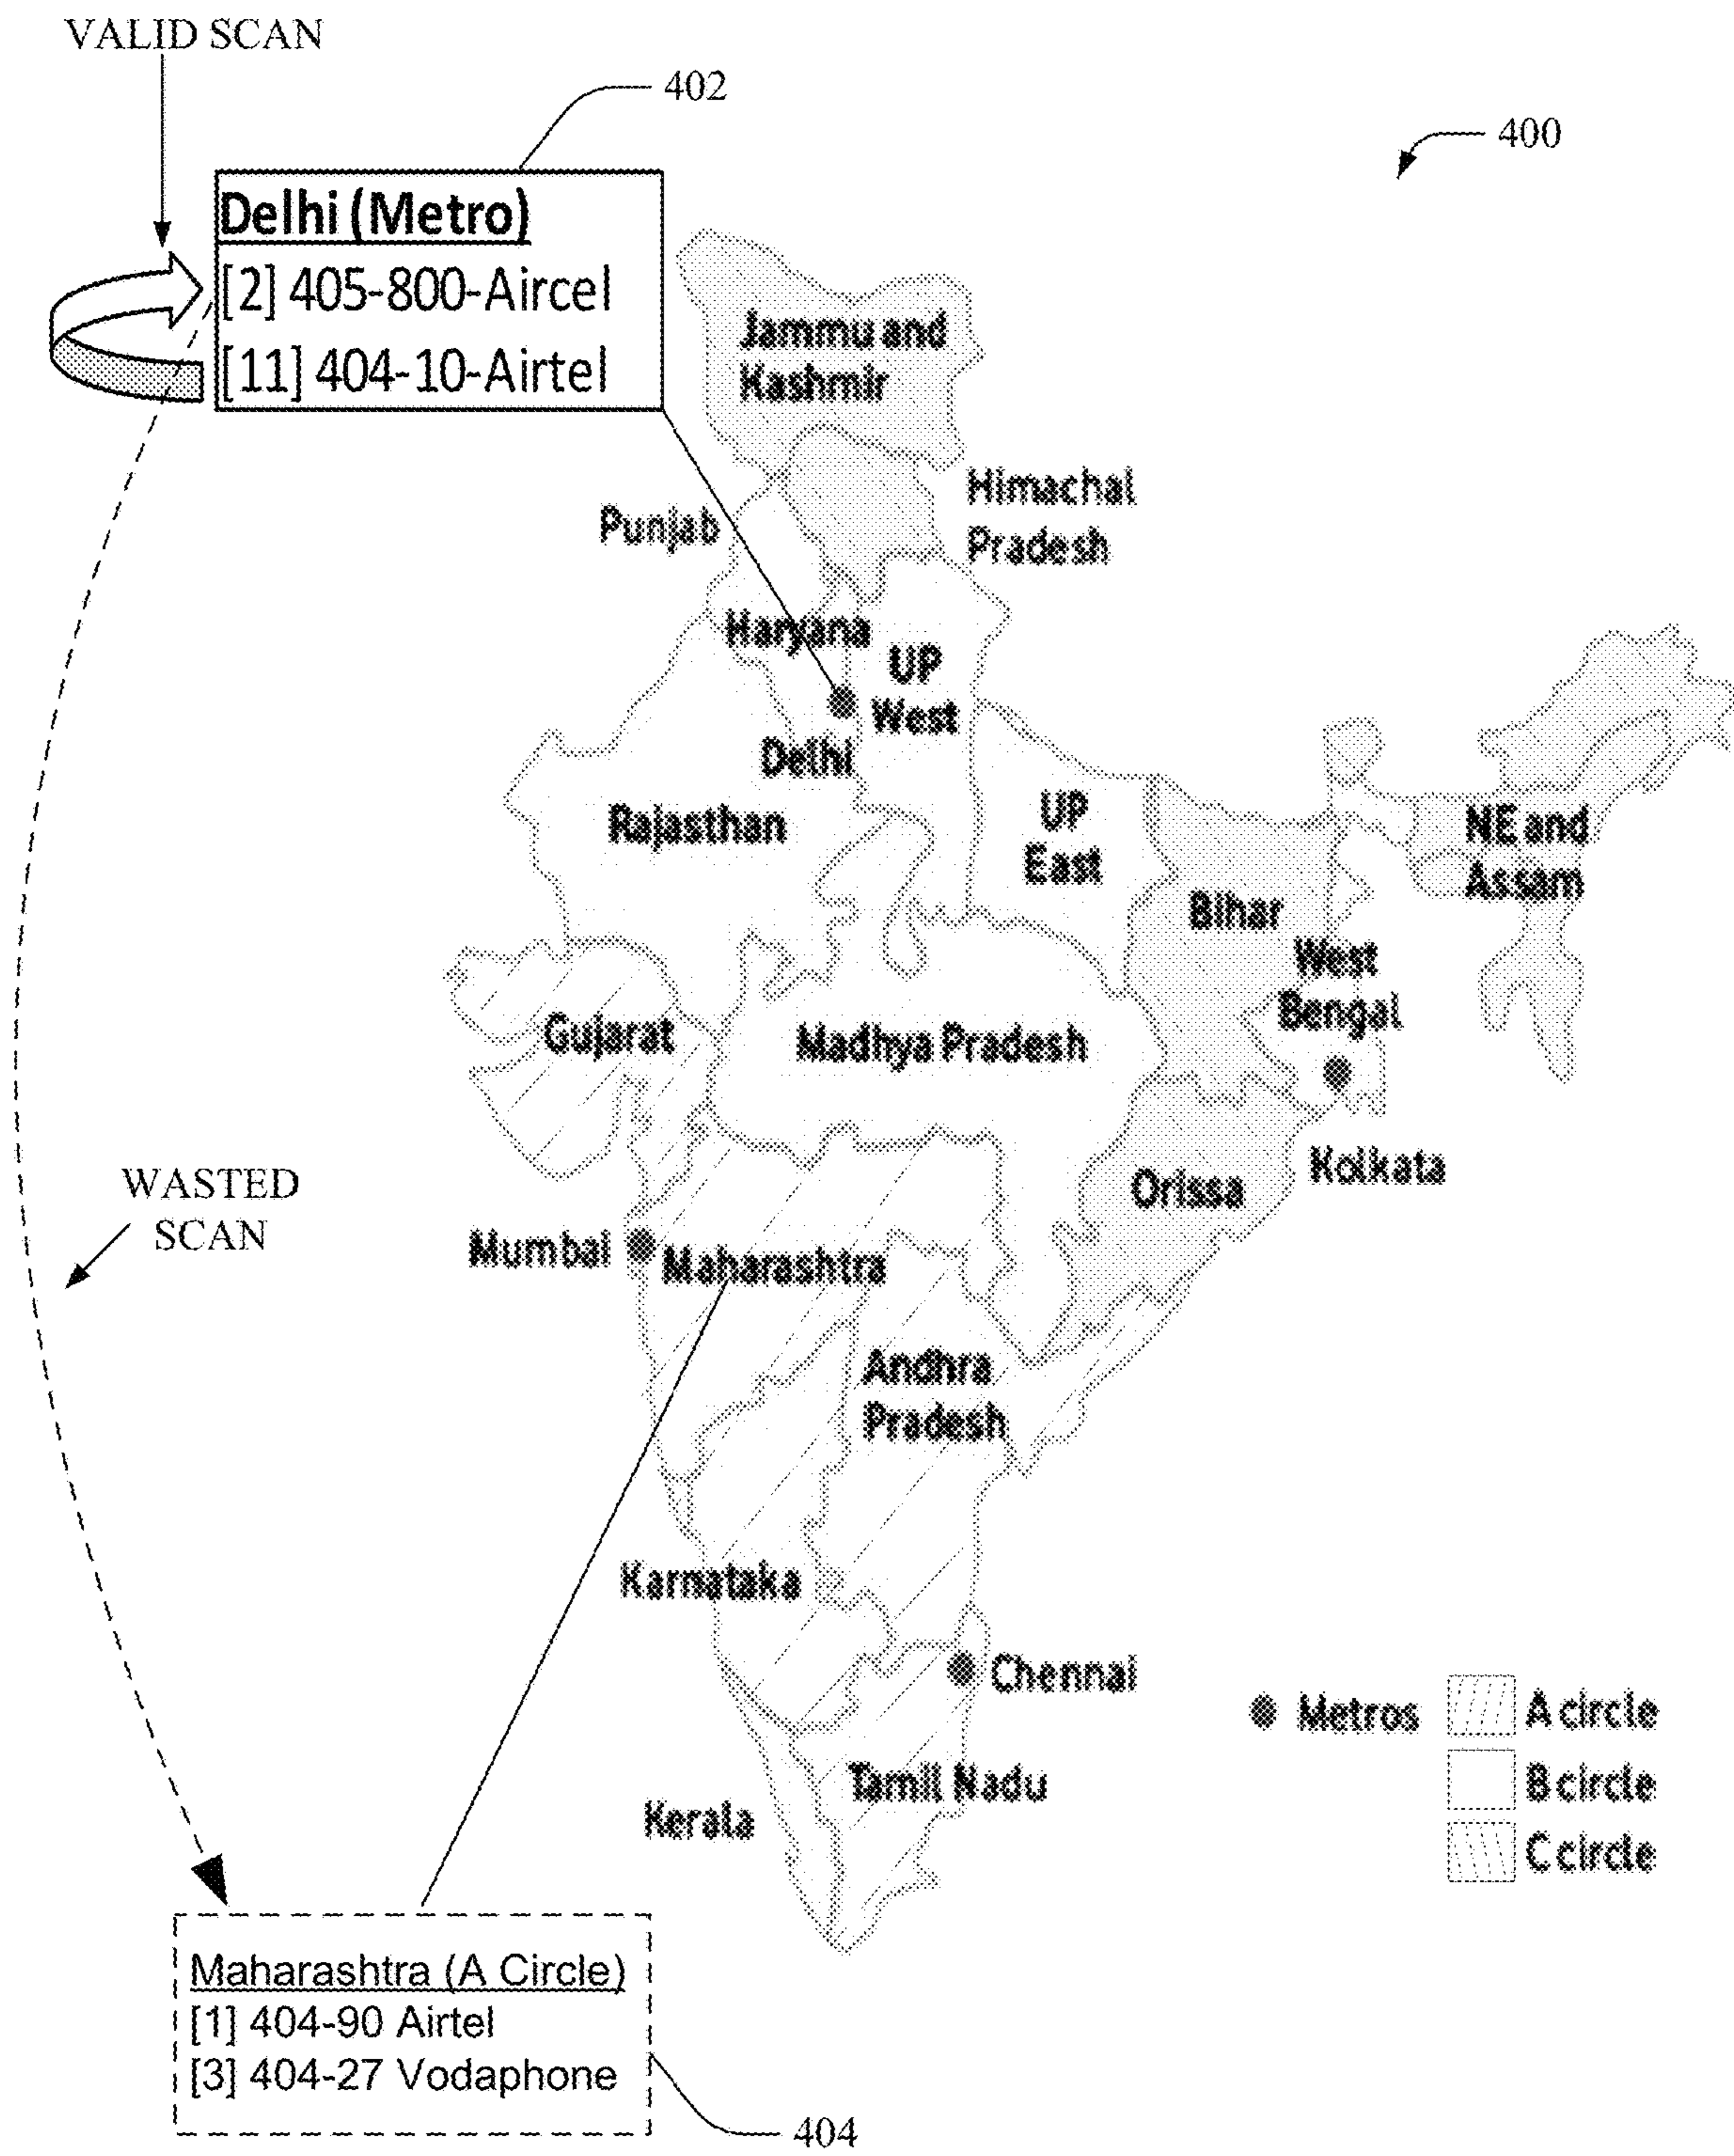 VALID SCAN
402
400
Delhi (Metro)
[2] 405-800-Aircel
[11] 404-10-Airtel
Jammu and
Kashmir
Himachal
Pradesh
Punjab
Haryana
UP
West
Delhi
Rajasthan
UP
East
NE and
Assam
Bihar
West
Bengal
Gujarat
Madhya Pradesh
Kolkata
Orissa
WASTED
SCAN
Mumbai
Maharashtra
Andhra
Pradesh
Karnataka
Chennai
Metros
A circle
B circle
C circle
Tamil Nadu
Kerala
Maharashtra (A Circle)
[1] 404-90 Airtel
[3] 404-27 Vodaphone
404